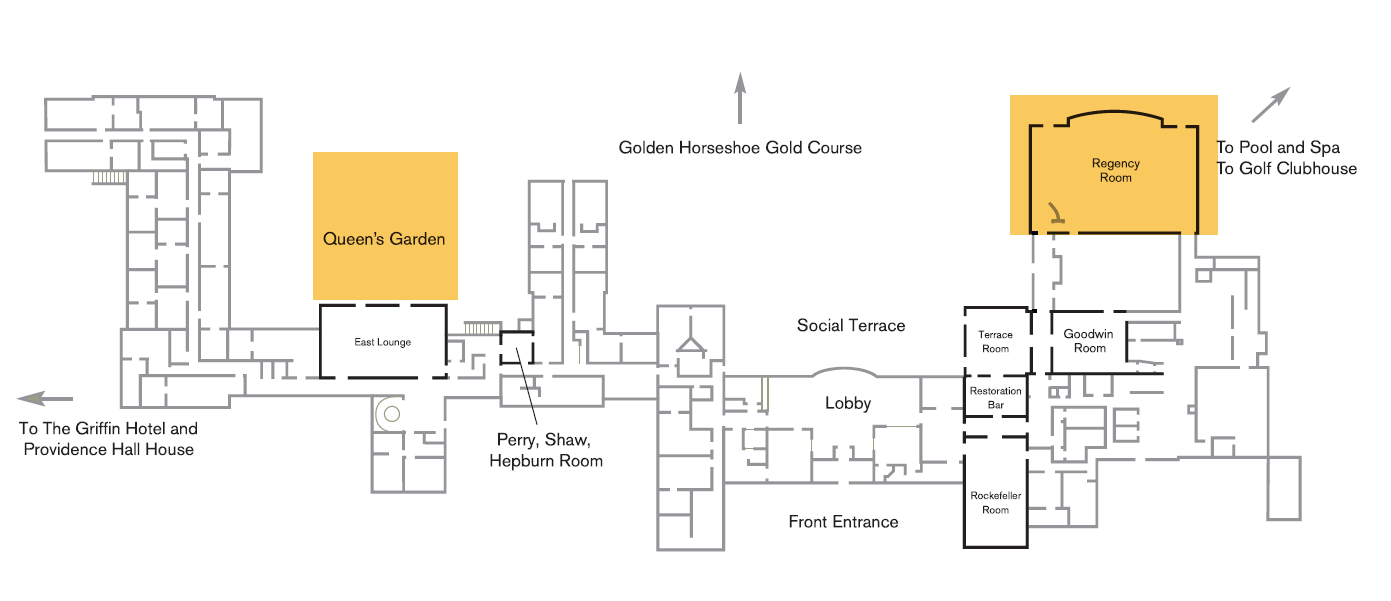 Golden Horseshoe Gold Course
To Pool and Spa
To Golf Clubhouse
Regency
Room
Queen's Garden
Social Terrace
East Lounge
Terrace
Room
Goodwin
Room
Restoration
Bar
Lobby
To The Griffin Hotel and
Providence Hall House
Perry, Shaw,
Hepburn Room
Rockefeller
Room
Front Entrance